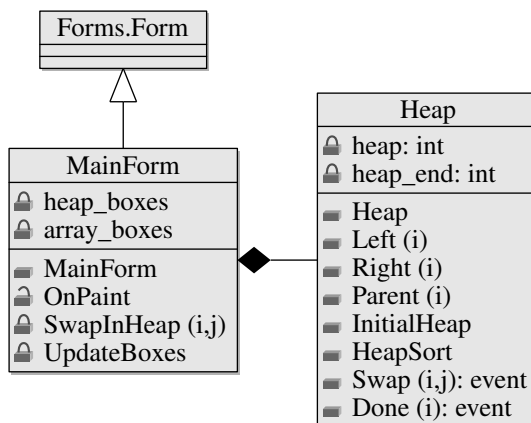 Forms.Form
MainForm
heap_boxes
array_boxes
MainForm
OnPaint
SwapInHeap (i,j)
UpdateBoxes
Heap
heap: int
heap_end: int
Heap
Left (i)
Right (i)
Parent (i)
InitialHeap
HeapSort
Swap (i,j): event
Done (i): event